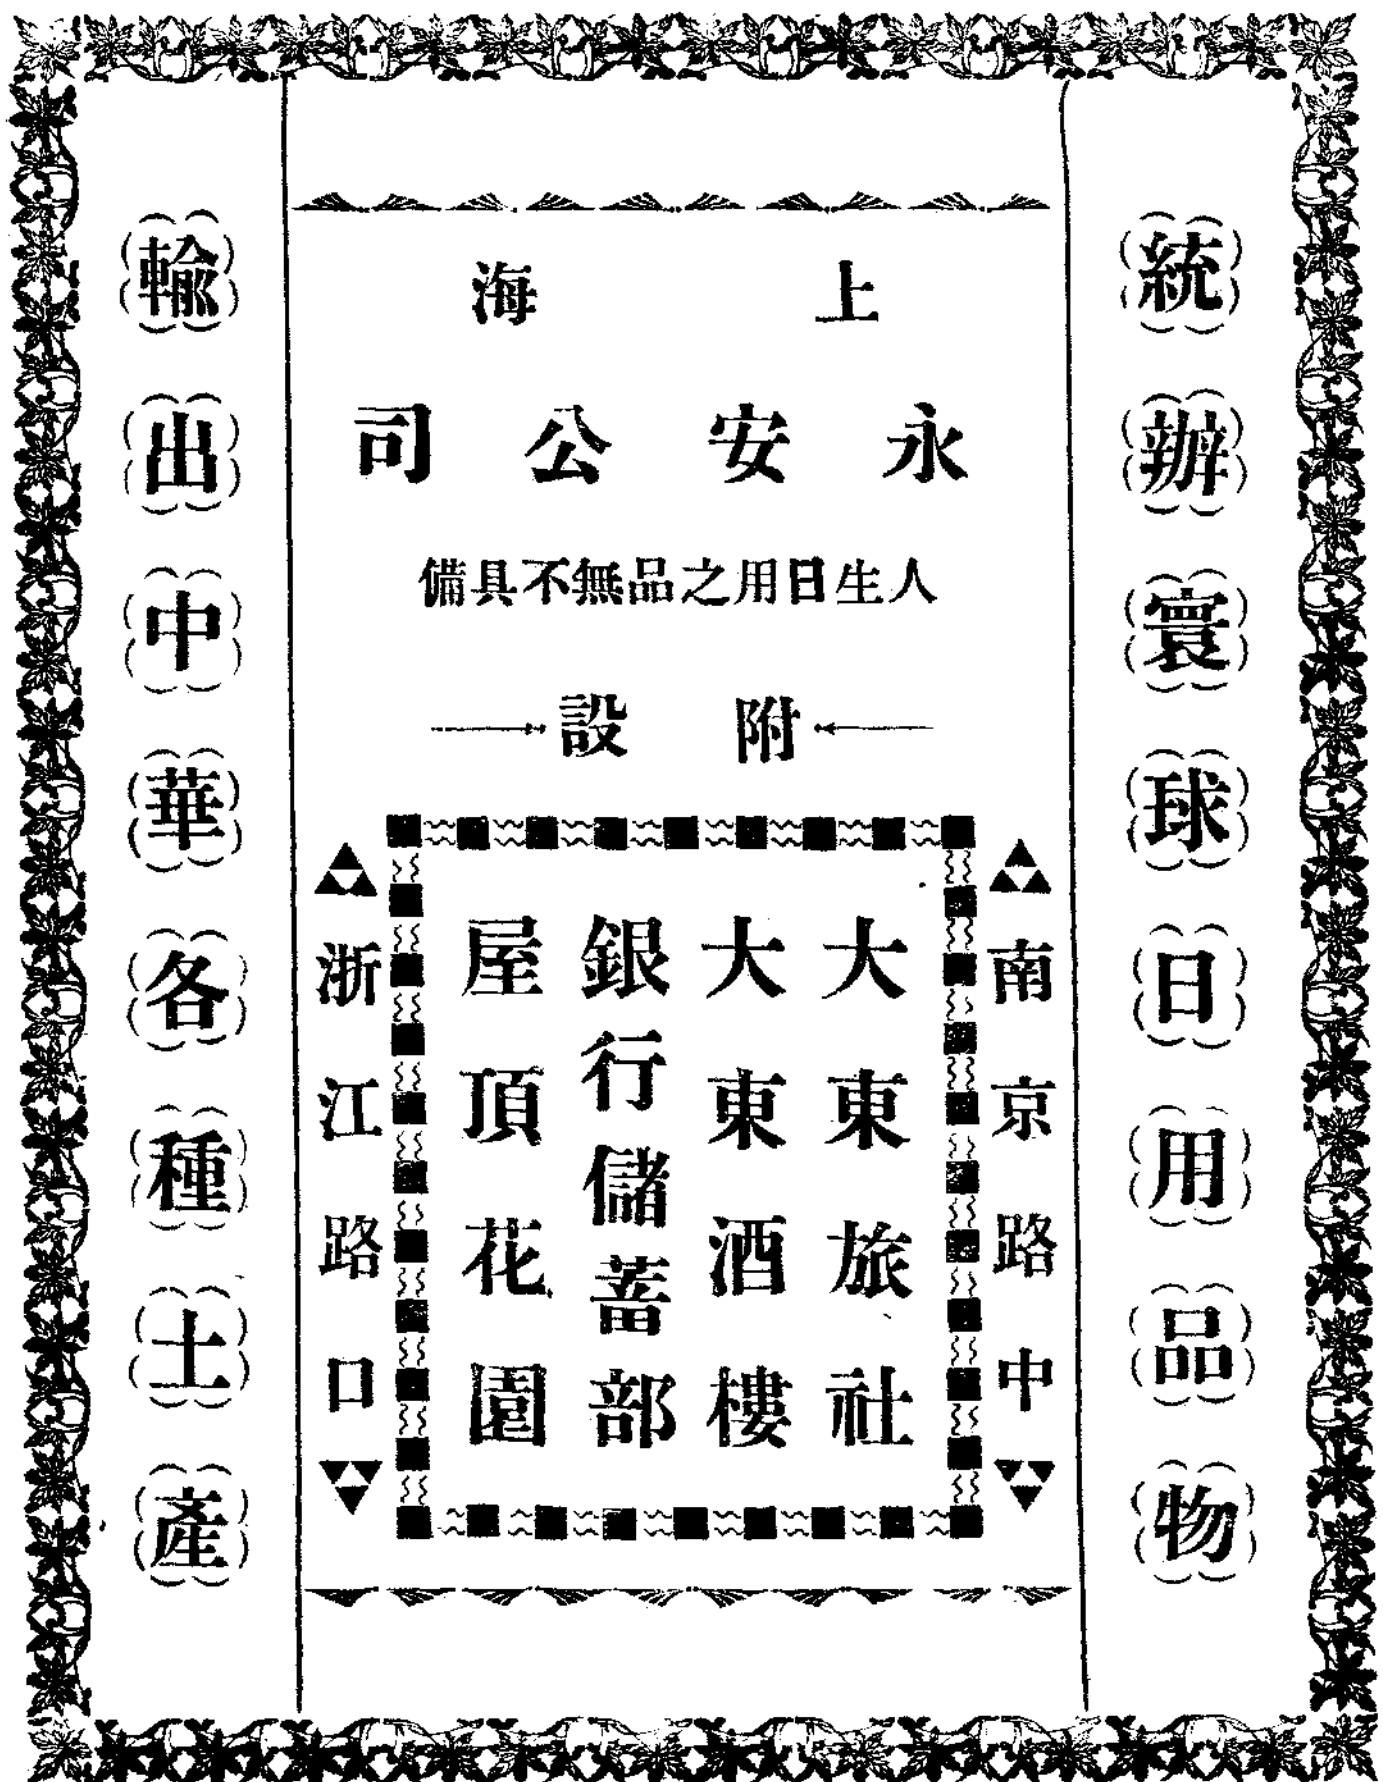 統辦寰球日用品物
上海
永安公司
人生日用之品無不具備
附設
南京路中
大東旅社
大東酒樓
銀行儲蓄部
屋頂花園
浙江路口
輸出中華各種土產